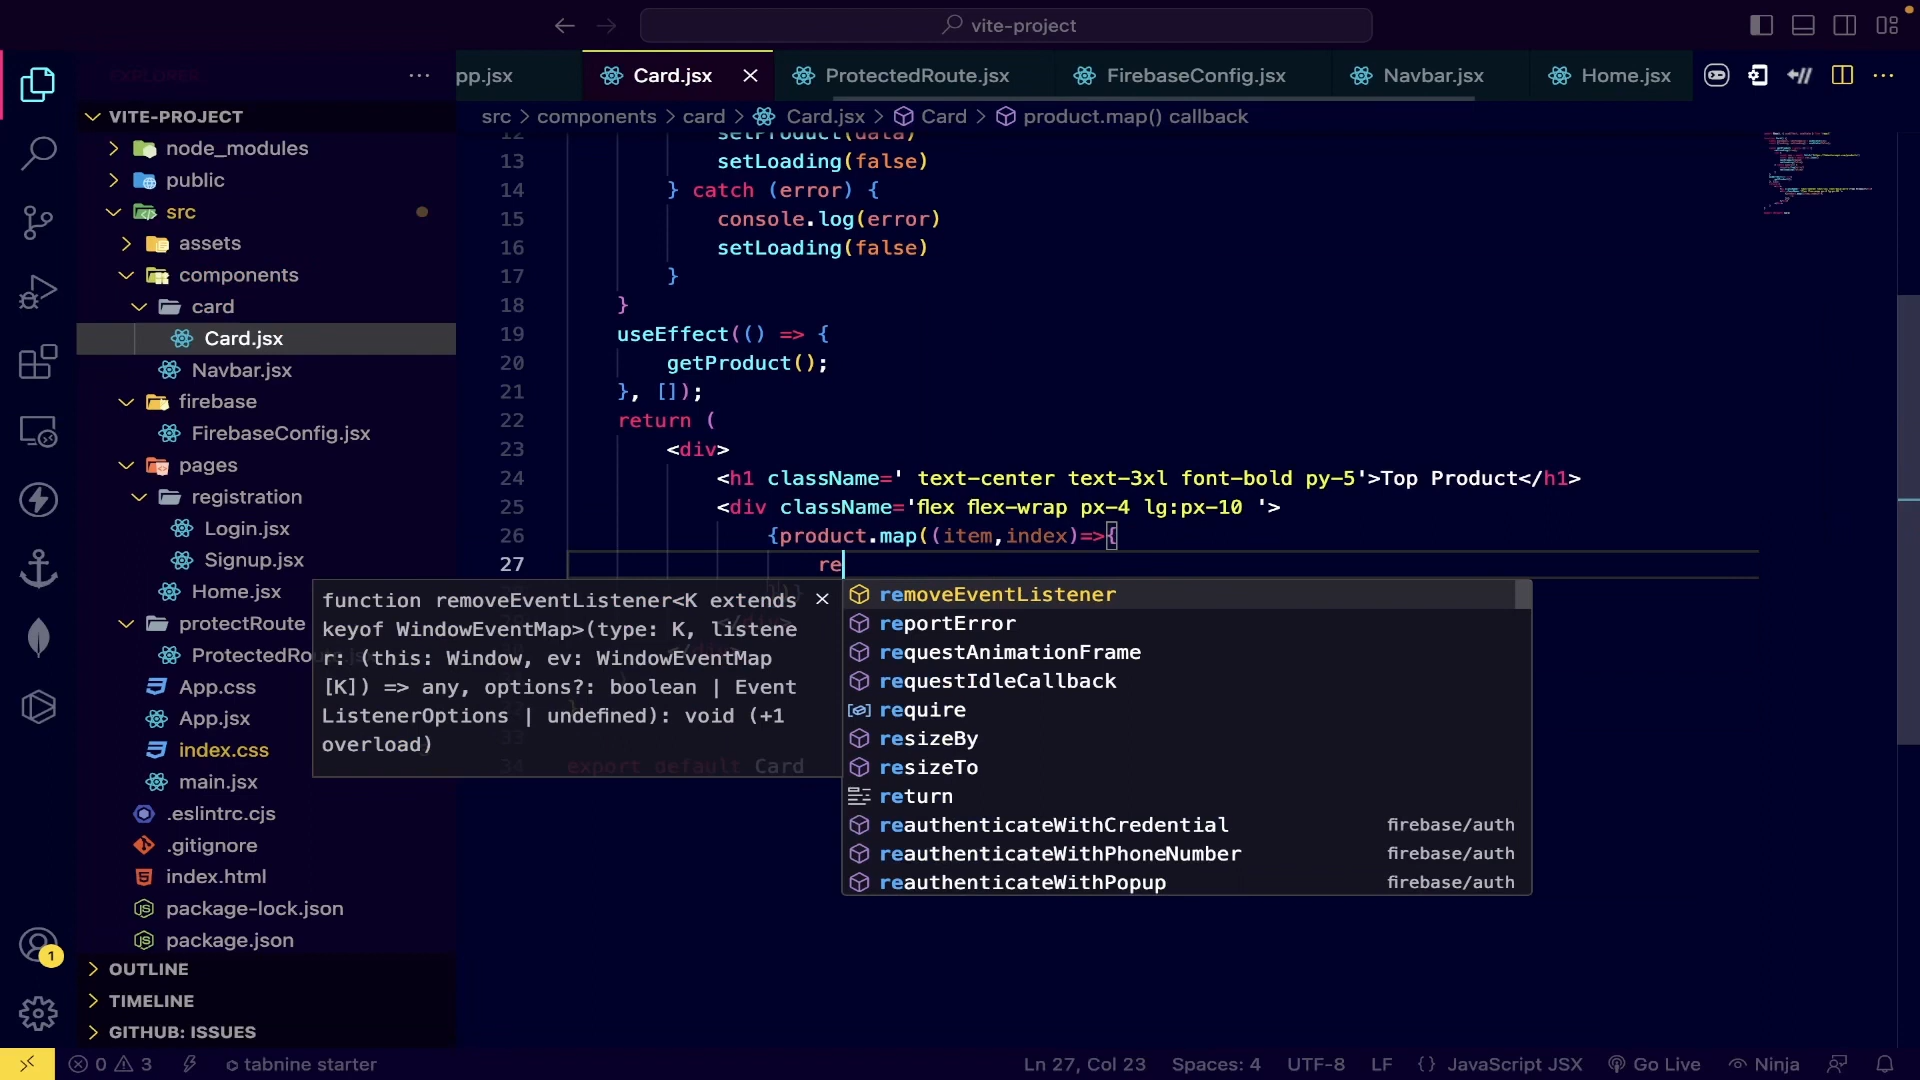 vite-project
EXPLORER
pp.jsx
Card.jsx
ProtectedRoute.jsx
FirebaseConfig.jsx
Navbar.jsx
Home.jsx
VITE-PROJECT
src > components > card > Card.jsx > Card > product.map() callback
node_modules
public
src
assets
components
card
Card.jsx
Navbar.jsx
firebase
FirebaseConfig.jsx
pages
registration
Login.jsx
Signup.jsx
Home.jsx
protectRoute
ProtectedRo
App.css
App.jsx
index.css
main.jsx
.eslintrc.cjs
.gitignore
index.html
package-lock.json
package.json
OUTLINE
TIMELINE
GITHUB: ISSUES
12 setProduct(data)
13 setLoading(false)
14 } catch (error) {
15 console.log(error)
16 setLoading(false)
17 }
18 }
19 useEffect(() => {
20 getProduct();
21 }, []);
22 return (
23 <div>
24 <h1 className=' text-center text-3xl font-bold py-5'>Top Product</h1>
25 <div className='flex flex-wrap px-4 lg:px-10 '>
26 {product.map((item,index)=>{
27 re
34 export default Card
function removeEventListener<K extends
keyof WindowEventMap>(type: K, listene
r: (this: Window, ev: WindowEventMap
[K]) => any, options?: boolean | Event
ListenerOptions | undefined): void (+1
overload)
removeEventListener
reportError
requestAnimationFrame
requestIdleCallback
require
resizeBy
resizeTo
return
reauthenticateWithCredential firebase/auth
reauthenticateWithPhoneNumber firebase/auth
reauthenticateWithPopup firebase/auth
1
0 3 tabnine starter
Ln 27, Col 23 Spaces: 4 UTF-8 LF {} JavaScript JSX Go Live Ninja